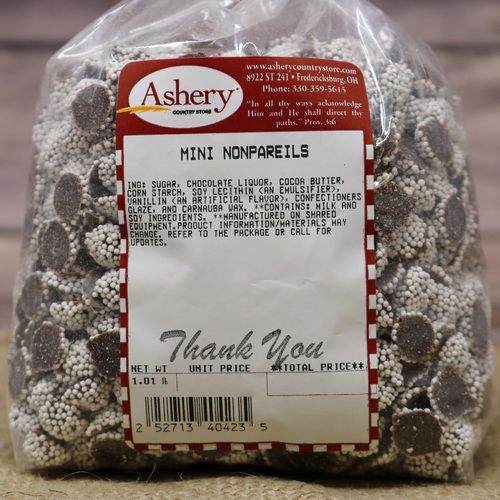 Ashery
COUNTRY STORE
www.asherycountrystore.com
8922 ST 241 • Fredericksburg, OH
Phone: 330-359-5615
"In all thy ways acknowledge
Him and He shall direct thy
paths." Prov. 3:6
MINI NONPAREILS
ING: SUGAR, CHOCOLATE LIQUOR, COCOA BUTTER,
CORN STARCH, SOY LECITHIN (AN EMULSIFIER),
VANILLIN (AN ARTIFICIAL FLAVOR), CONFECTIONERS
GLAZE, AND CARNAUBA WAX. **CONTAINS: MILK AND
SOY INGREDIENTS. **MANUFACTURED ON SHARED
EQUIPMENT.PRODUCT INFORMATION/MATERIALS MAY
CHANGE. REFER TO THE PACKAGE OR CALL FOR
UPDATES.
Thank You
NET WT UNIT PRICE **TOTAL PRICE**
1.01 lb
2 52713 40423 5